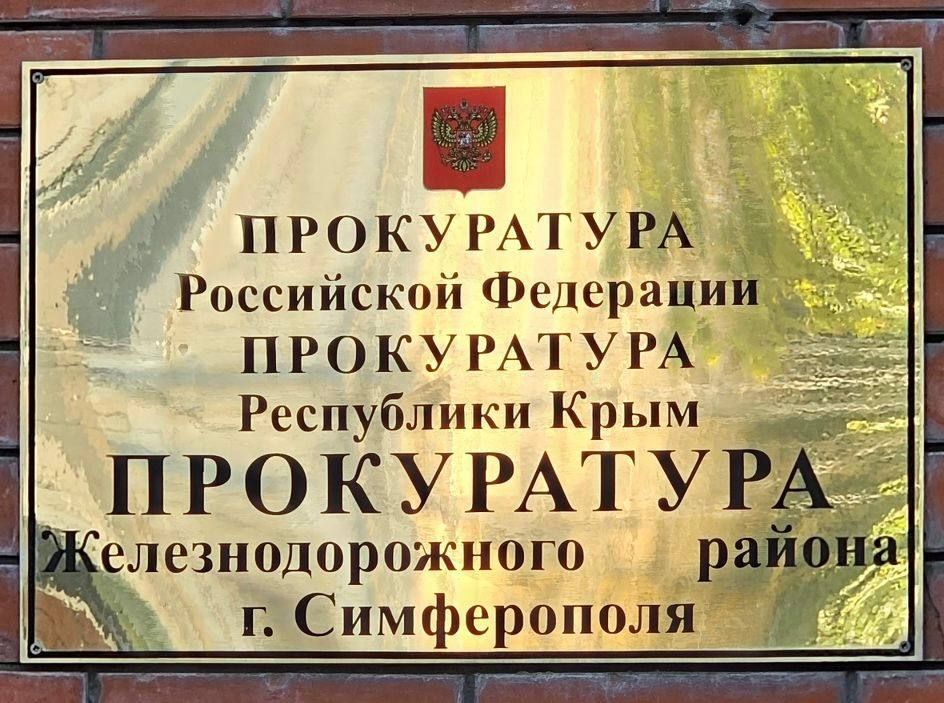 ПРОКУРАТУРА
Российской Федерации
ПРОКУРАТУРА
Республики Крым
ПРОКУРАТУРА
Железнодорожного района
г. Симферополя